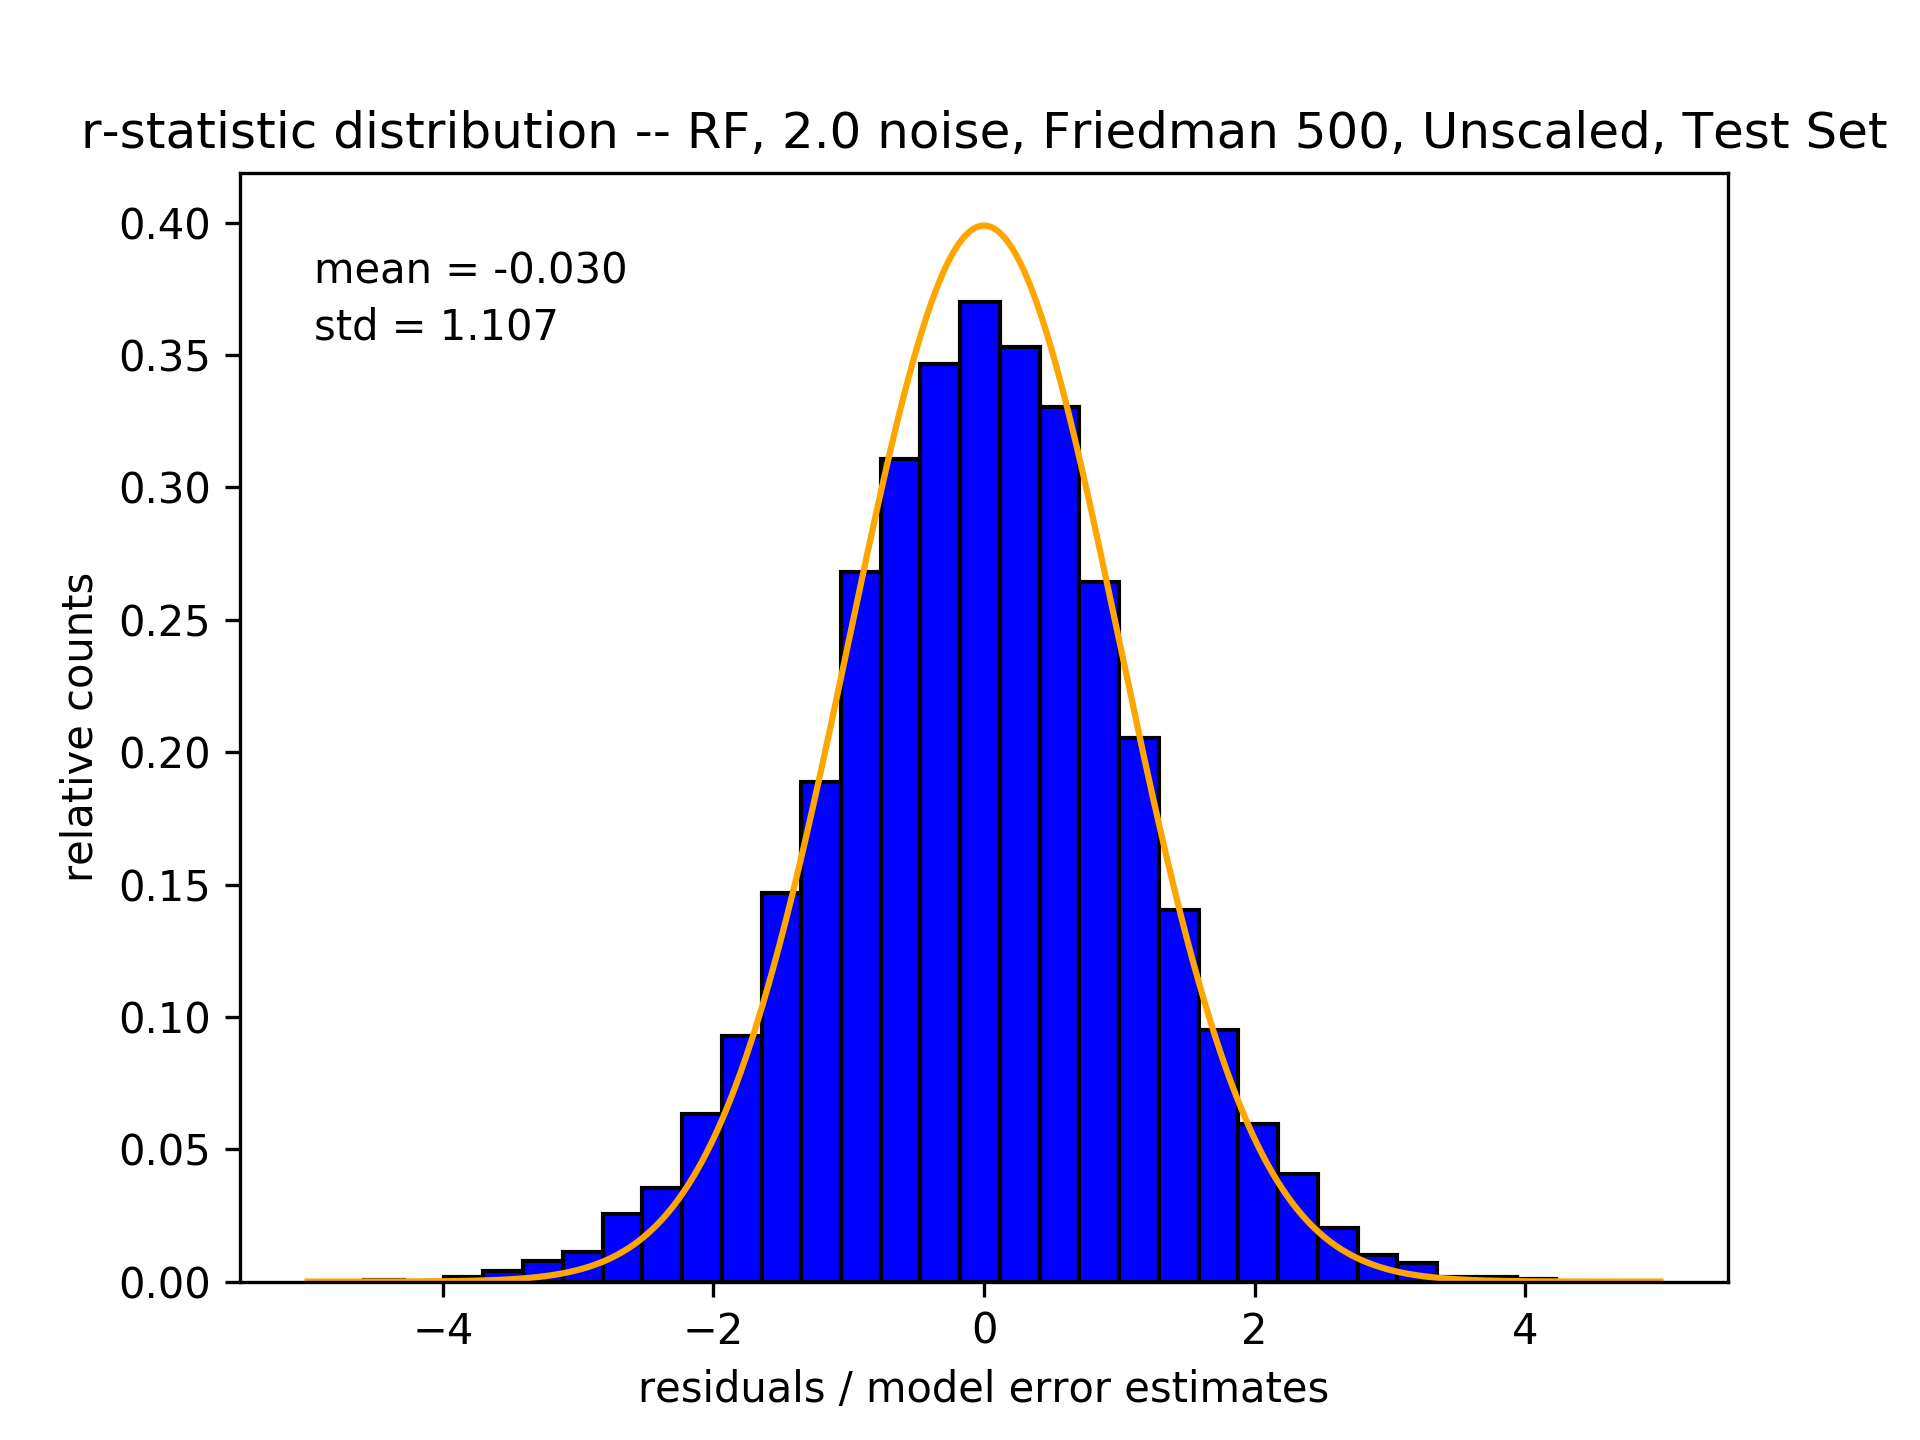 r-statistic distribution -- RF, 2.0 noise, Friedman 500, Unscaled, Test Set
mean = -0.030
std = 1.107
0.40
0.35
0.30
0.25
0.20
0.15
0.10
0.05
0.00
relative counts
−4
−2
0
2
4
residuals / model error estimates